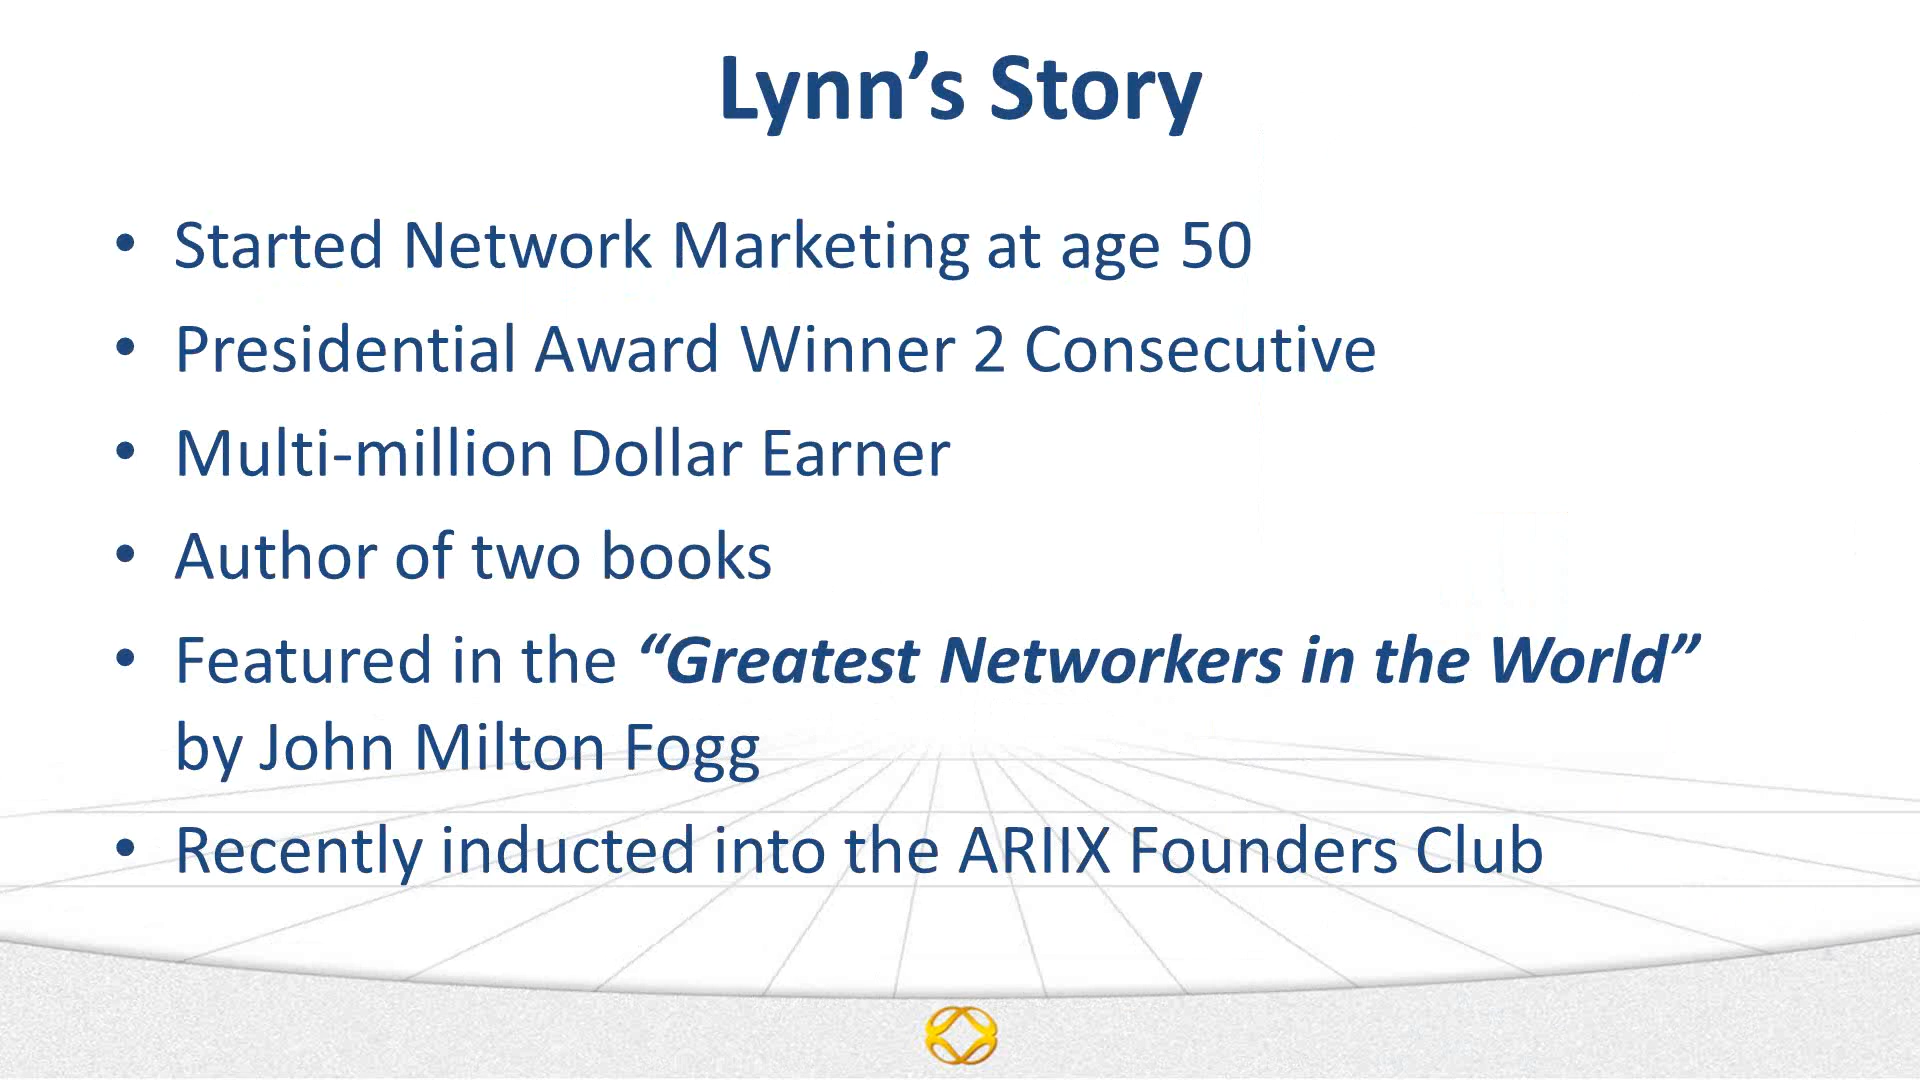 Lynn’s Story
• Started Network Marketing at age 50
• Presidential Award Winner 2 Consecutive
• Multi-million Dollar Earner
• Author of two books
• Featured in the “Greatest Networkers in the World”
by John Milton Fogg
• Recently inducted into the ARIIX Founders Club